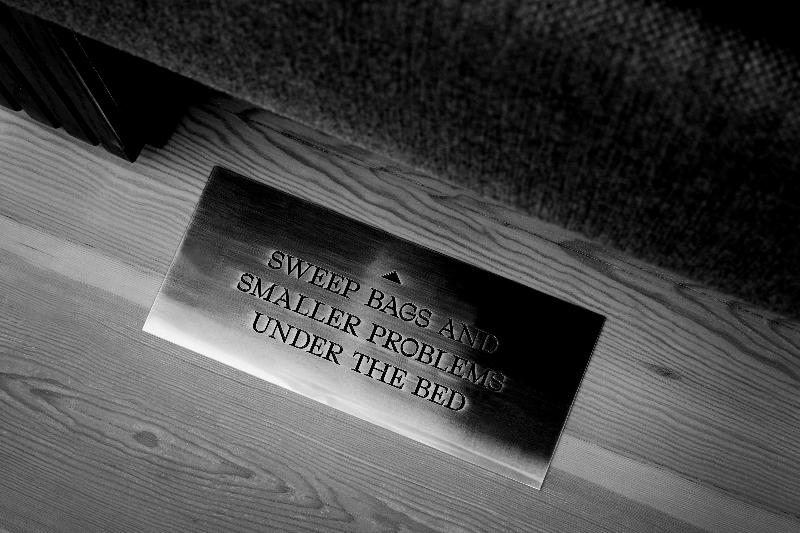 SWEEP BAGS AND
SMALLER PROBLEMS
UNDER THE BED